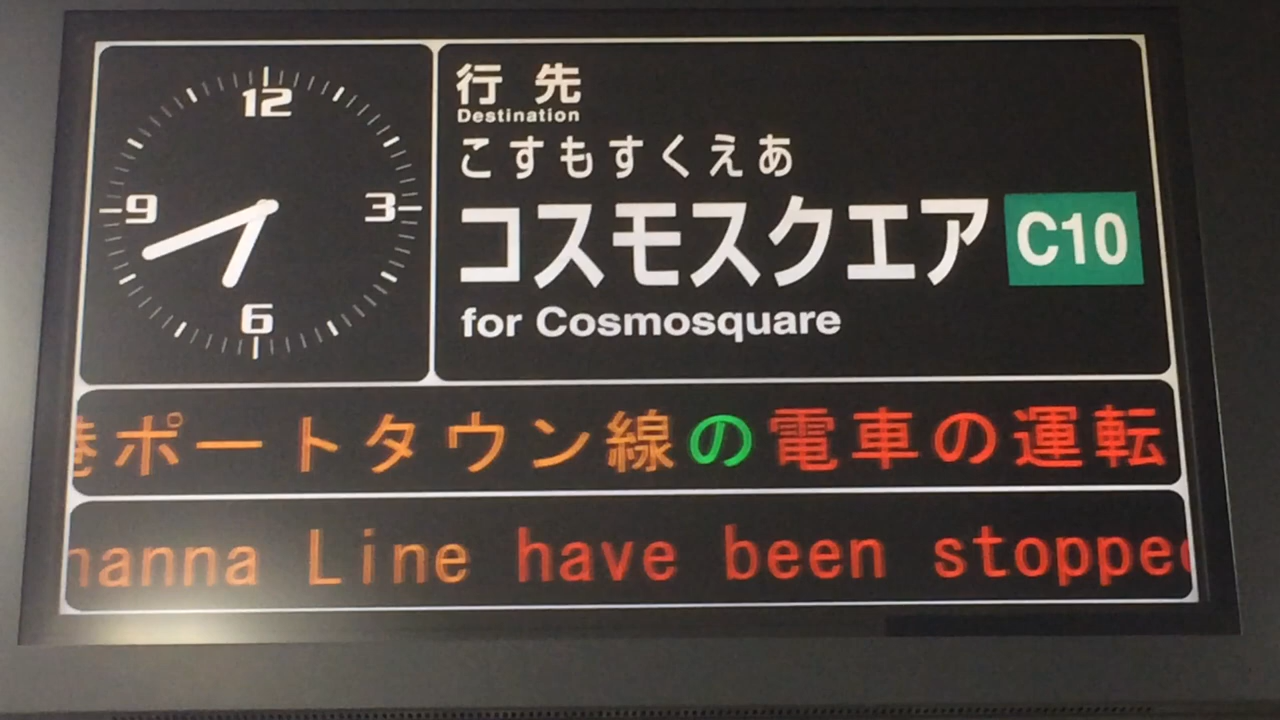 12
9
3
6
行先
Destination
こすもすくえあ
コスモスクエア C10
for Cosmosquare
港ポートタウン線の電車の運転
Line have been stopped